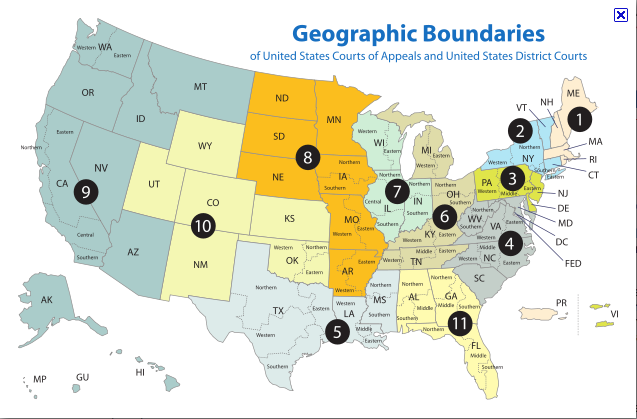 Geographic Boundaries
of United States Courts of Appeals and United States District Courts
Western WA Eastern
MT
ND
MN
ME
VT
NH
1
OR
ID
SD
WY
8
Northern
IA
Southern
NE
Western
WI
Eastern
MI
Western Eastern
2
Northern
NY
Western
Southern
Eastern
MA
RI
CT
Northern
Eastern
CA
9
NV
Central
Southern
UT
CO
10
KS
MO
Western Eastern
7
Northern
Central
IL
Southern
Northern
IN
Southern
Northern
OH
Southern
6
PA
3
Western Middle Eastern
NJ
DE
MD
DC
FED
Northern
WV
Southern
Eastern
VA
Western
4
KY
Western Eastern
TN
Western Middle Eastern
Middle
NC
Western Eastern
SC
AZ
NM
Western Northern
OK
Eastern
AR
Western Eastern
Northern
TX
Eastern
Western
Southern
Western
LA
Middle
Eastern
5
Northern
MS
Southern
Northern
AL
Middle
Southern
Northern
GA
Middle
Southern
11
Northern
FL
Middle
Southern
AK
MP
GU
HI
PR
VI